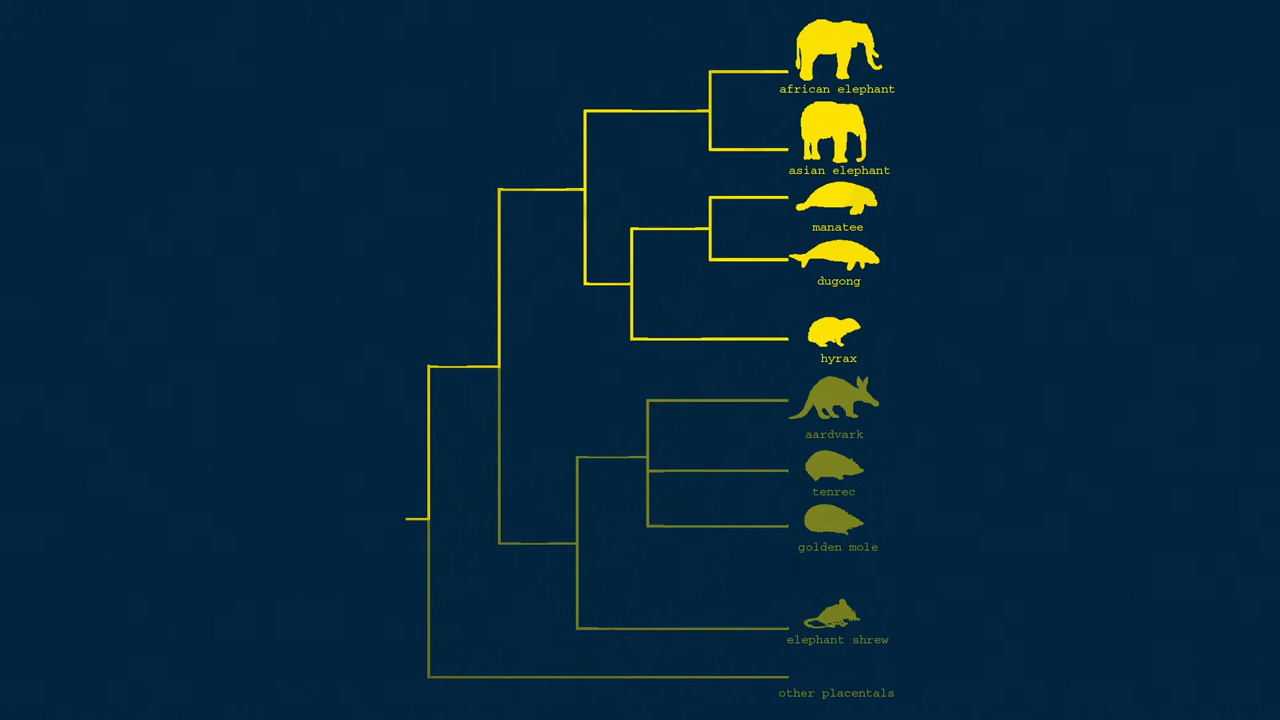 african elephant
asian elephant
manatee
dugong
hyrax
aardvark
tenrec
golden mole
elephant shrew
other placentals